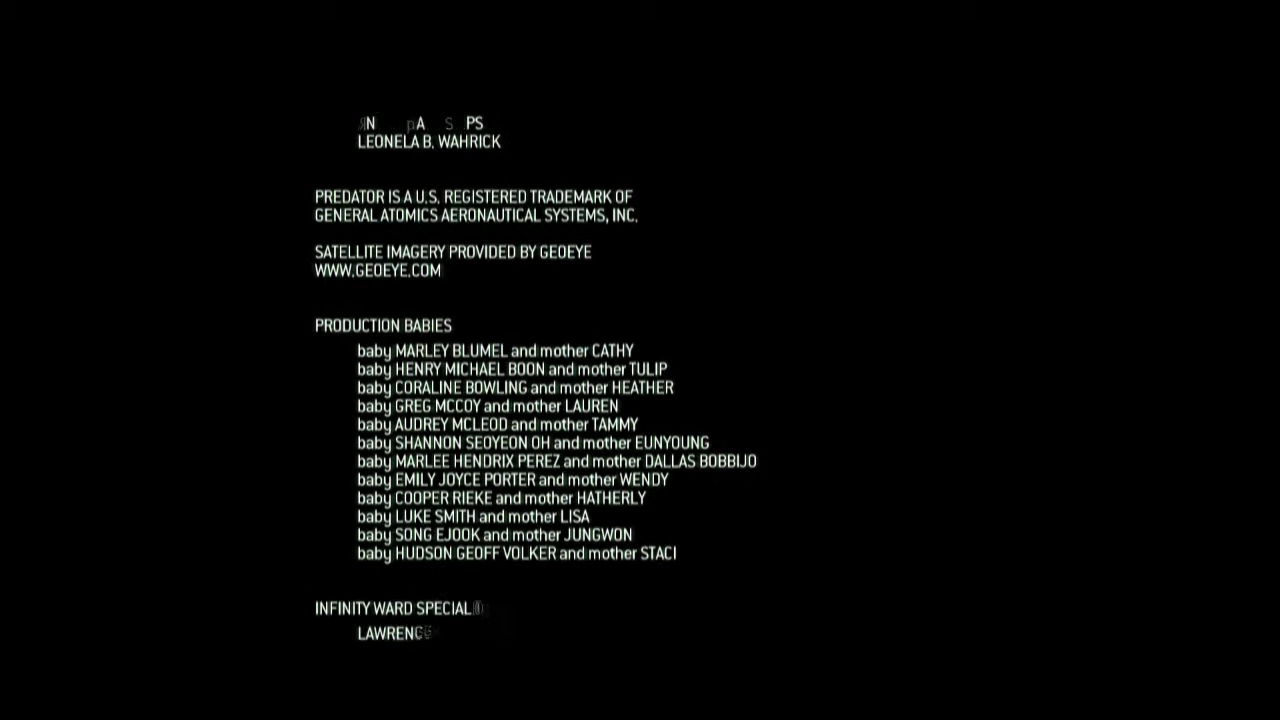 LEONELA B. WAHRICK
PREDATOR IS A U.S. REGISTERED TRADEMARK OF
GENERAL ATOMICS AERONAUTICAL SYSTEMS, INC.
SATELLITE IMAGERY PROVIDED BY GEOEYE
WWW.GEOEYE.COM
PRODUCTION BABIES
baby MARLEY BLUMEL and mother CATHY
baby HENRY MICHAEL BOON and mother TULIP
baby CORALINE BOWLING and mother HEATHER
baby GREG MCCOY and mother LAUREN
baby AUDREY MCLEOD and mother TAMMY
baby SHANNON SEOYEON OH and mother EUNYOUNG
baby MARLEE HENDRIX PEREZ and mother DALLAS BOBBIJO
baby EMILY JOYCE PORTER and mother WENDY
baby COOPER RIEKE and mother HATHERLY
baby LUKE SMITH and mother LISA
baby SONG EJOOK and mother JUNGWON
baby HUDSON GEOFF VOLKER and mother STACI
INFINITY WARD SPECIAL
LAWRENC